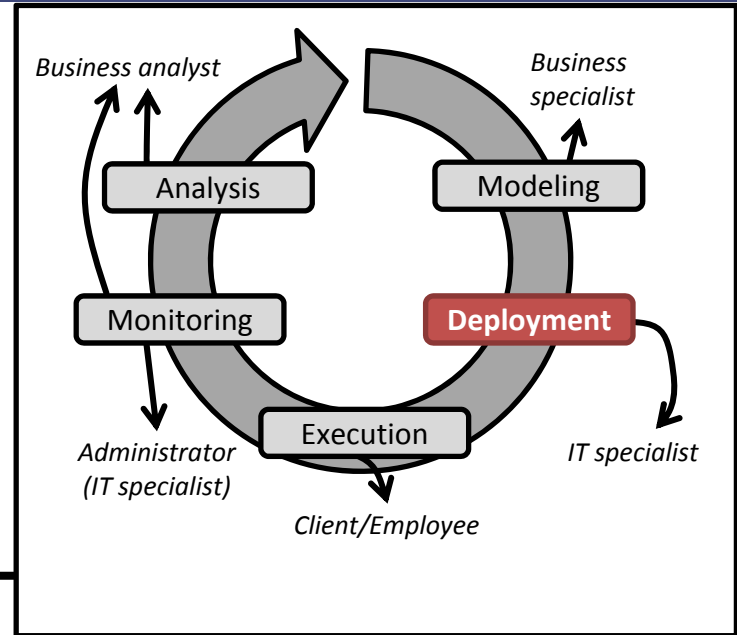 Business analyst
Business
specialist
Analysis
Modeling
Monitoring
Deployment
Execution
Administrator
(IT specialist)
IT specialist
Client/Employee